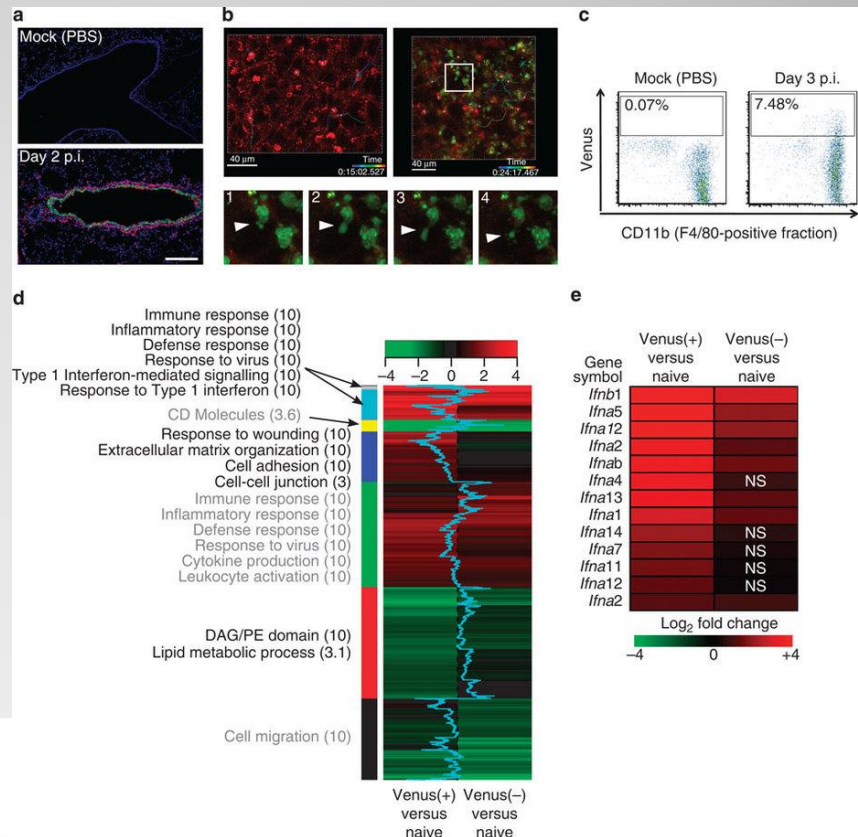 a
Mock (PBS)
Day 2 p.i.
b
40 µm
Time
0:15:02.527
40 µm
Time
0:24:17.467
1
2
3
4
c
Mock (PBS)
Day 3 p.i.
0.07%
7.48%
Venus
CD11b (F4/80-positive fraction)
d
Immune response (10)
Inflammatory response (10)
Defense response (10)
Response to virus (10)
Type 1 Interferon-mediated signalling (10)
Response to Type 1 interferon (10)
CD Molecules (3.6)
Response to wounding (10)
Extracellular matrix organization (10)
Cell adhesion (10)
Cell-cell junction (3)
Immune response (10)
Inflammatory response (10)
Defense response (10)
Response to virus (10)
Cytokine production (10)
Leukocyte activation (10)
DAG/PE domain (10)
Lipid metabolic process (3.1)
Cell migration (10)
−4 −2 0 2 4
Venus(+)
versus
naive
Venus(−)
versus
naive
e
Gene
symbol
Venus(+)
versus
naive
Venus(−)
versus
naive
Ifnb1
Ifna5
Ifna12
Ifna2
Ifnab
Ifna4 NS
Ifna13
Ifna1
Ifna14 NS
Ifna7 NS
Ifna11 NS
Ifna12 NS
Ifna2
Log₂ fold change
−4 0 +4